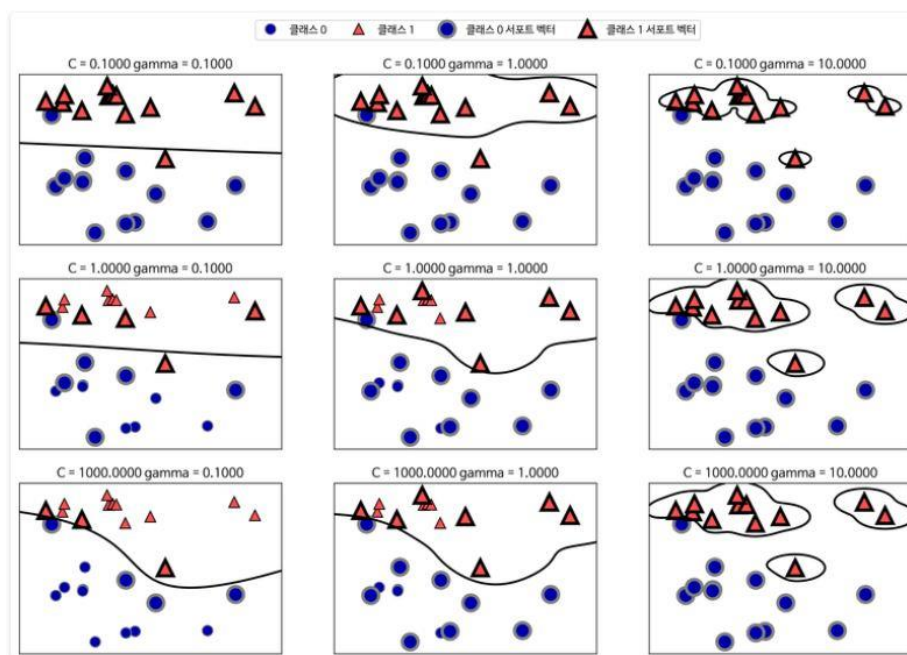 클래스 0 클래스 1 클래스 0 서포트 벡터 클래스 1 서포트 벡터
C = 0.1000 gamma = 0.1000 C = 0.1000 gamma = 1.0000 C = 0.1000 gamma = 10.0000
C = 1.0000 gamma = 0.1000 C = 1.0000 gamma = 1.0000 C = 1.0000 gamma = 10.0000
C = 1000.0000 gamma = 0.1000 C = 1000.0000 gamma = 1.0000 C = 1000.0000 gamma = 10.0000